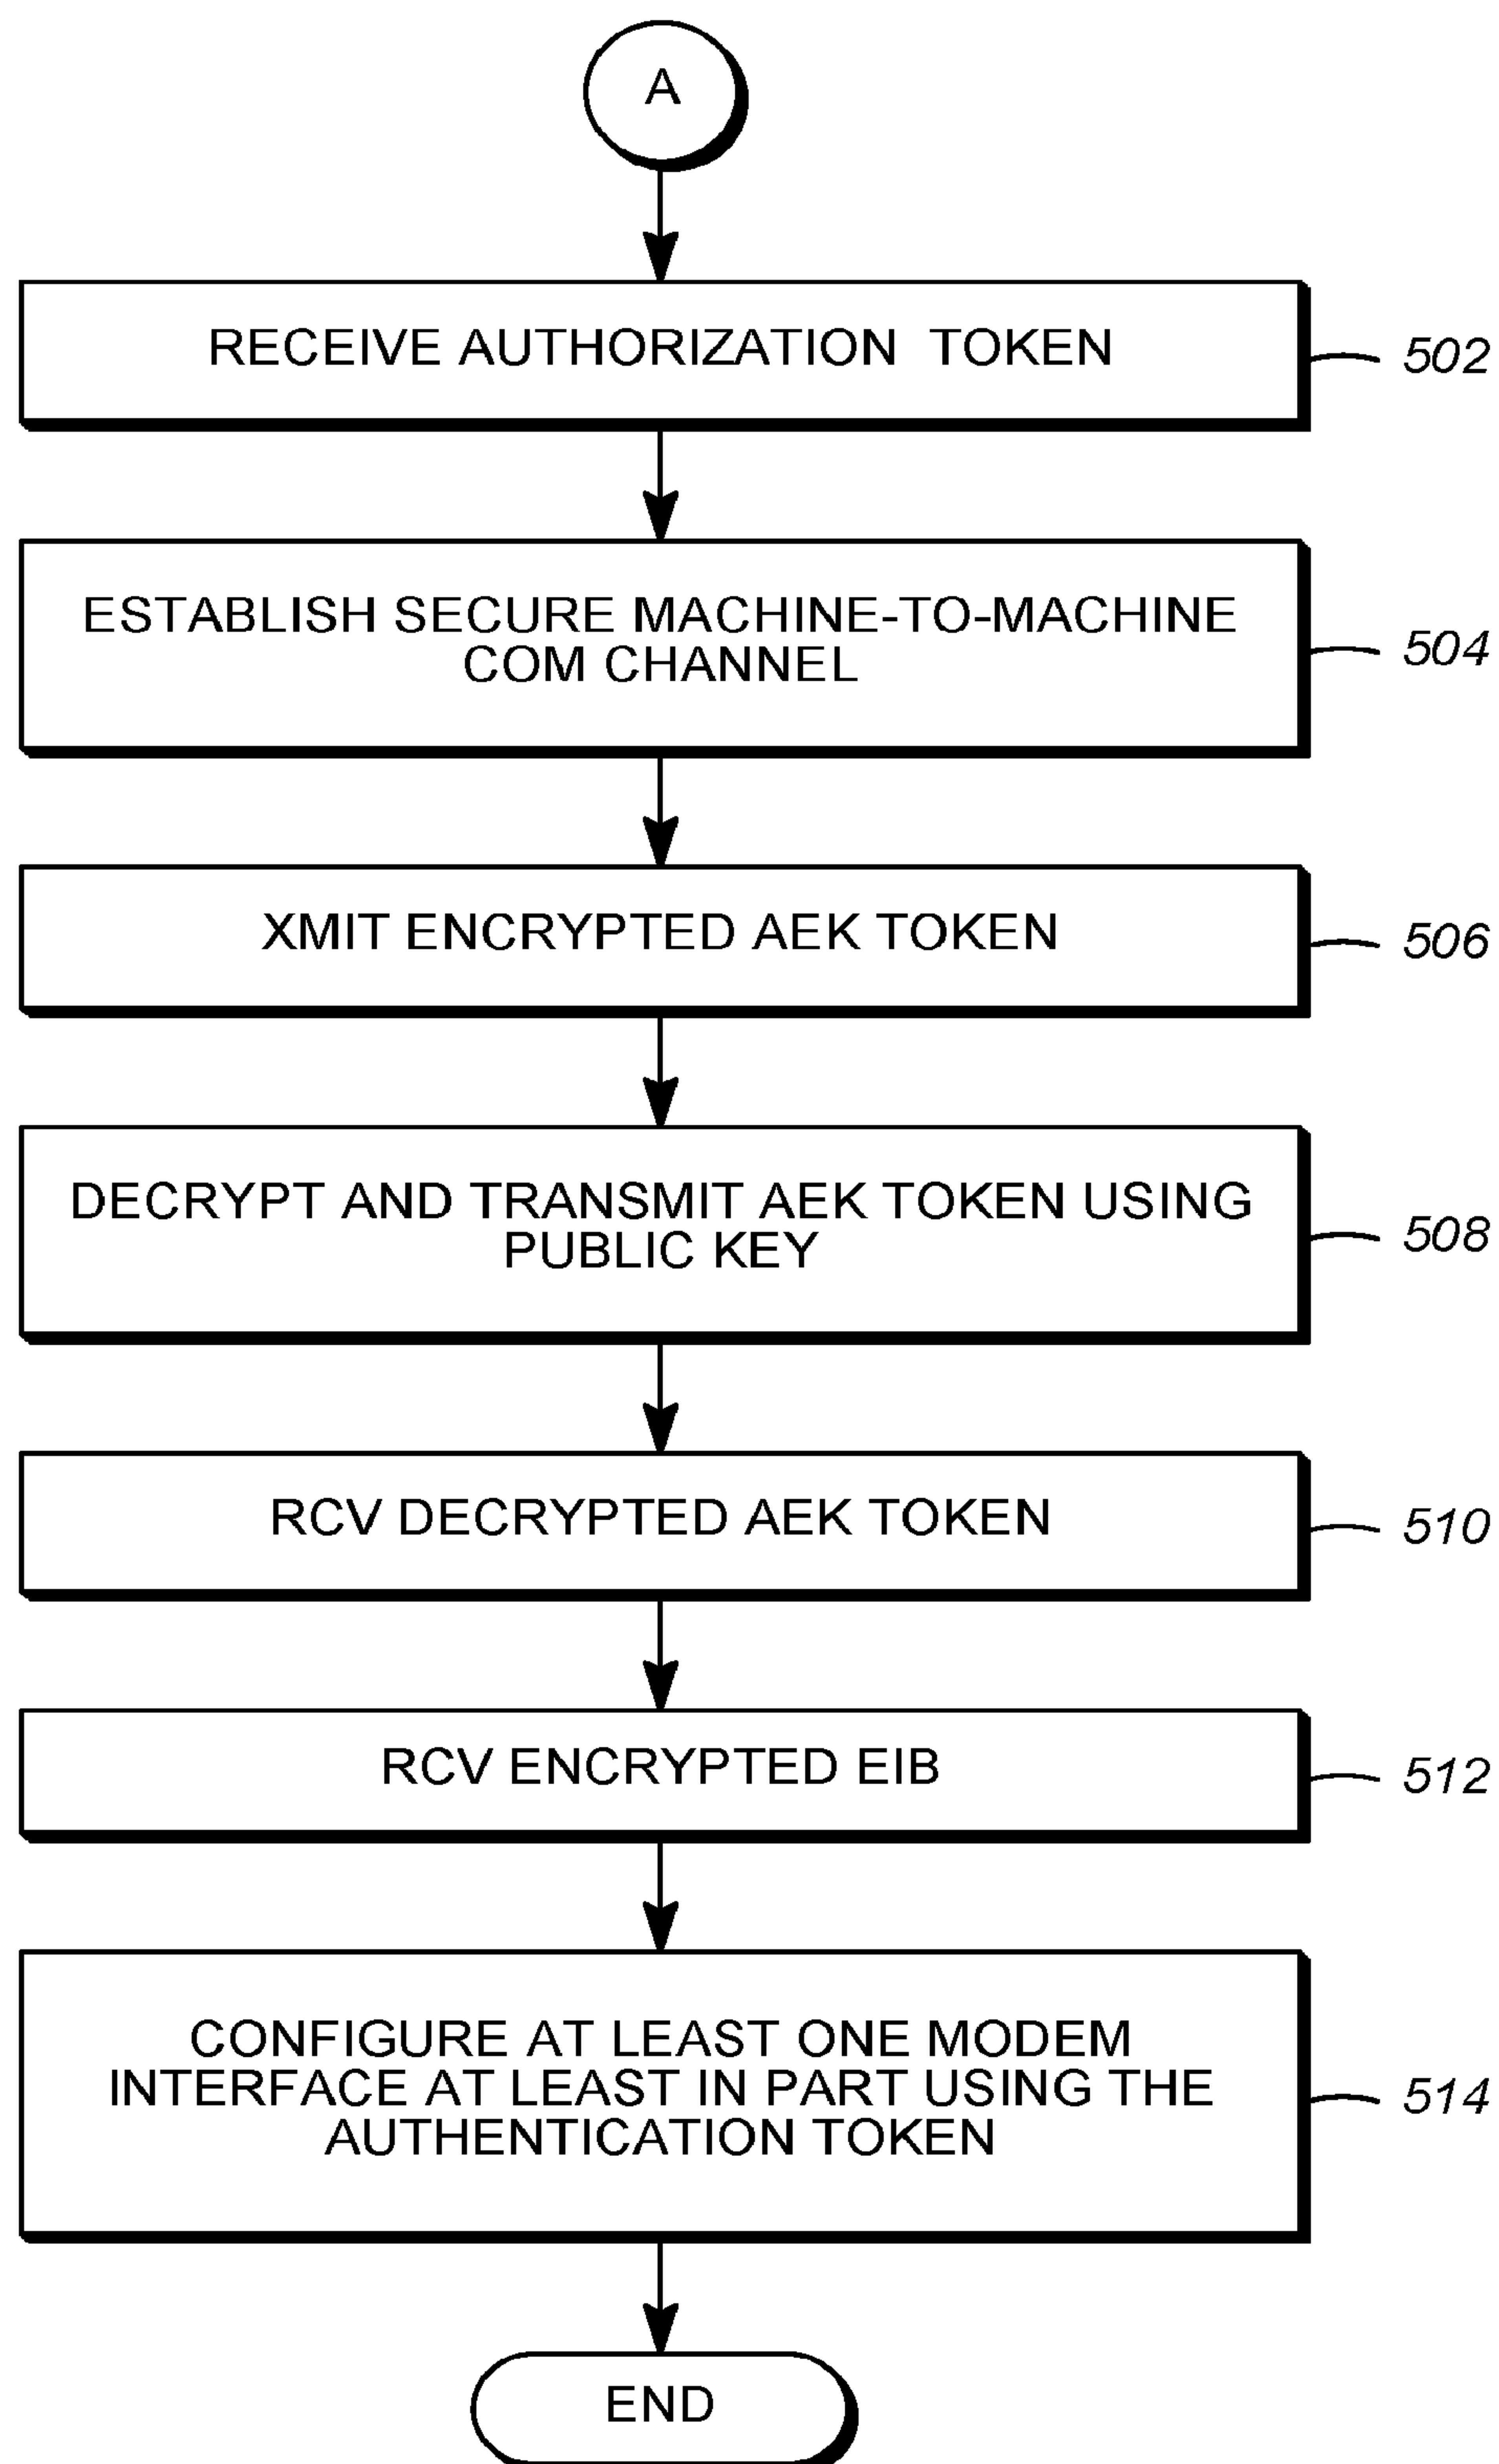 A
RECEIVE AUTHORIZATION TOKEN
502
ESTABLISH SECURE MACHINE-TO-MACHINE
COM CHANNEL
504
XMIT ENCRYPTED AEK TOKEN
506
DECRYPT AND TRANSMIT AEK TOKEN USING
PUBLIC KEY
508
RCV DECRYPTED AEK TOKEN
510
RCV ENCRYPTED EIB
512
CONFIGURE AT LEAST ONE MODEM
INTERFACE AT LEAST IN PART USING THE
AUTHENTICATION TOKEN
514
END